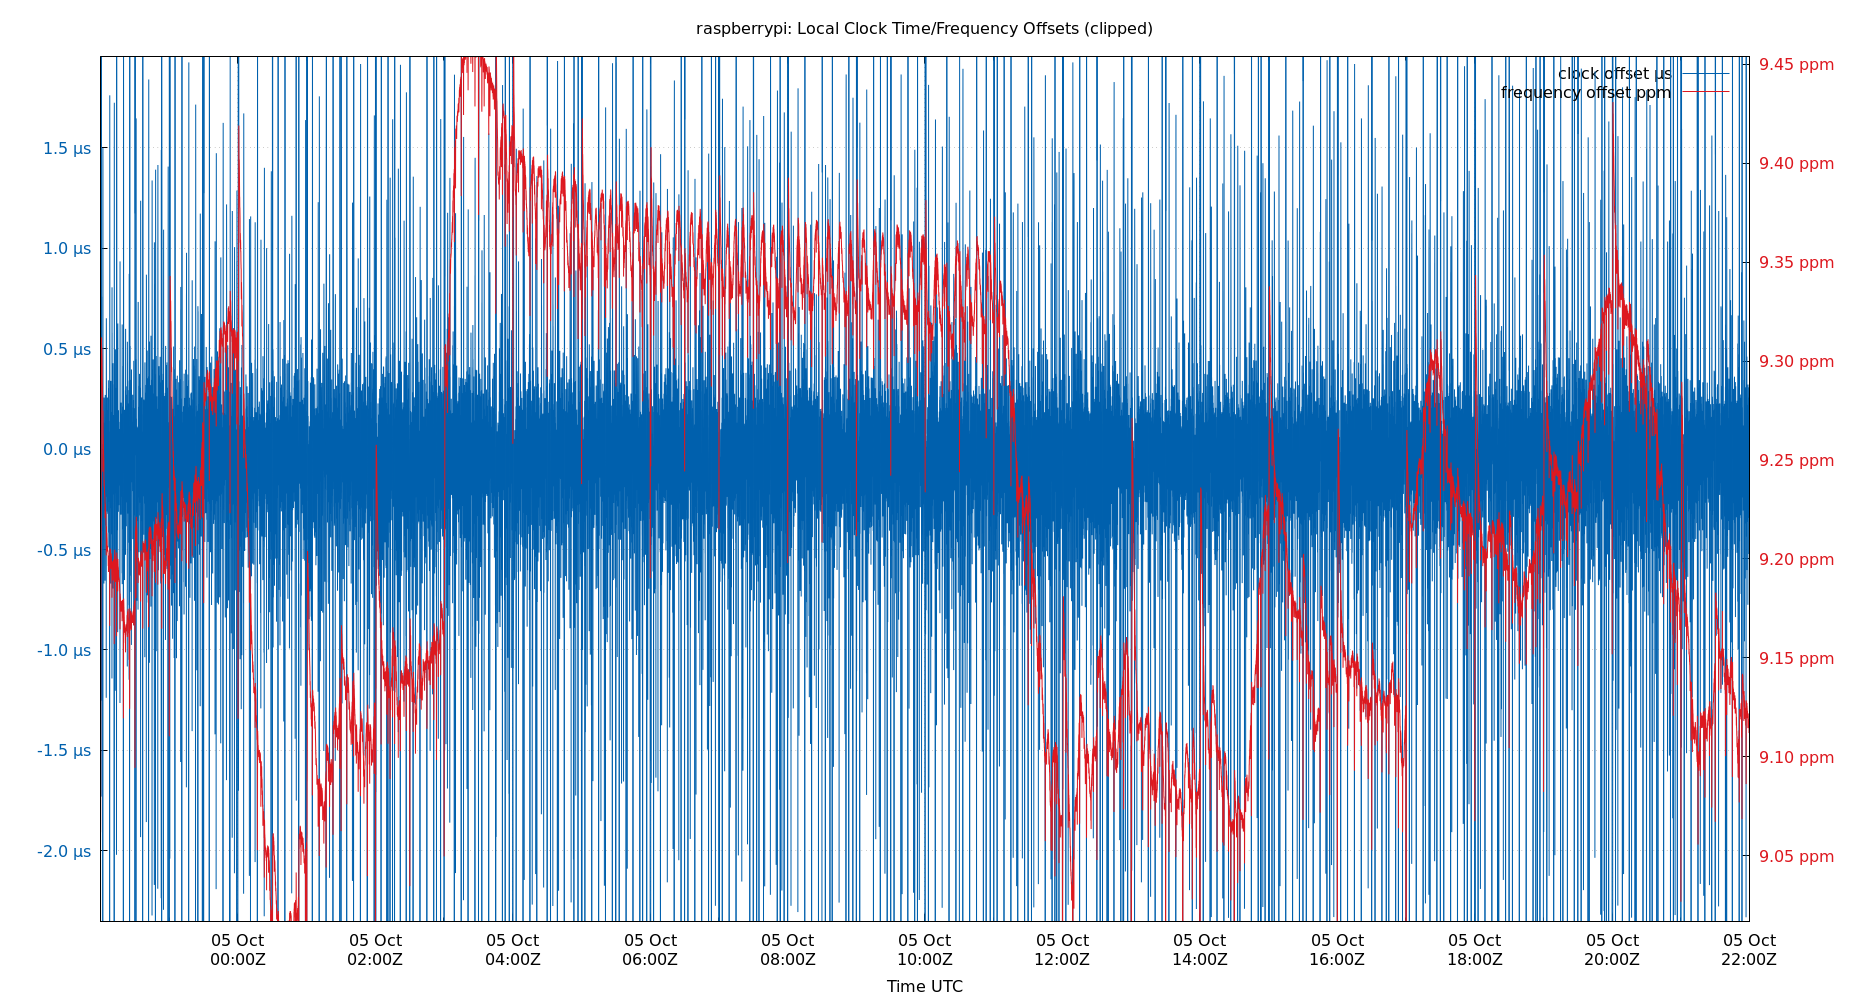 raspberrypi: Local Clock Time/Frequency Offsets (clipped)
clock offset µs
frequency offset ppm
1.5 µs
1.0 µs
0.5 µs
0.0 µs
-0.5 µs
-1.0 µs
-1.5 µs
-2.0 µs
9.45 ppm
9.40 ppm
9.35 ppm
9.30 ppm
9.25 ppm
9.20 ppm
9.15 ppm
9.10 ppm
9.05 ppm
05 Oct 05 Oct 05 Oct 05 Oct 05 Oct 05 Oct 05 Oct 05 Oct 05 Oct 05 Oct 05 Oct 05 Oct
00:00Z 02:00Z 04:00Z 06:00Z 08:00Z 10:00Z 12:00Z 14:00Z 16:00Z 18:00Z 20:00Z 22:00Z
Time UTC